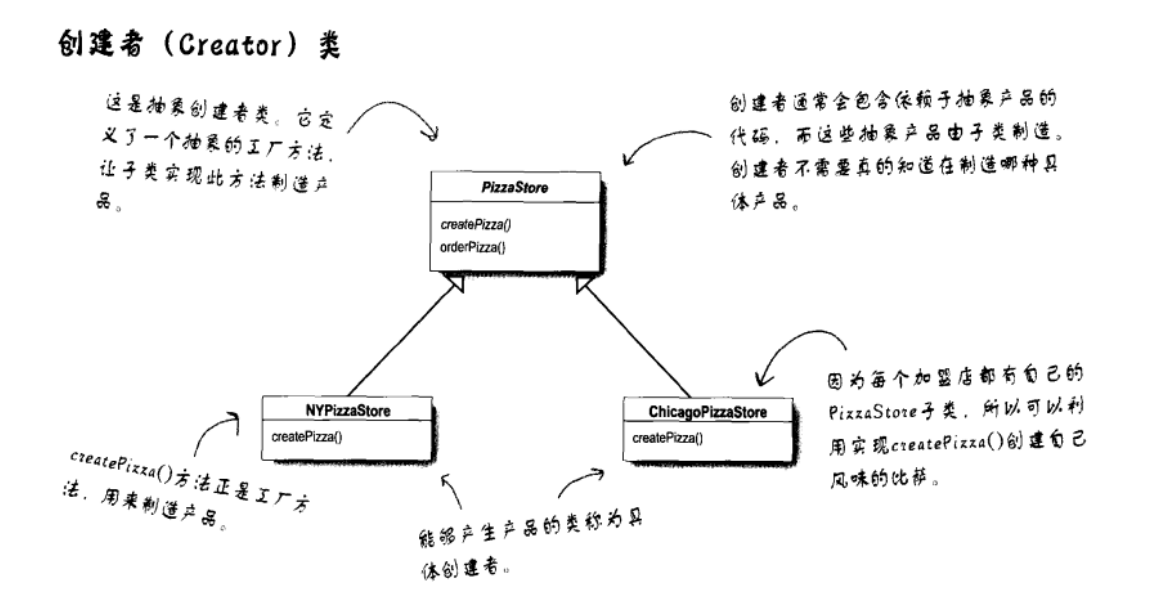 创建者（Creator）类
这是抽象创建者类。它定
义了一个抽象的工厂方法，
让子类实现此方法制造产
品。
创建者通常会包含依赖于抽象产品的
代码，而这些抽象产品由子类制造。
创建者不需要真的知道在制造哪种具
体产品。
PizzaStore
createPizza()
orderPizza()
NYPizzaStore
createPizza()
ChicagoPizzaStore
createPizza()
因为每个加盟店都有自己的
PizzaStore子类，所以可以利
用实现createPizza()创建自己
风味的比萨。
createPizza()方法正是工厂方
法，用来制造产品。
能够产生产品的类称为具
体创建者。